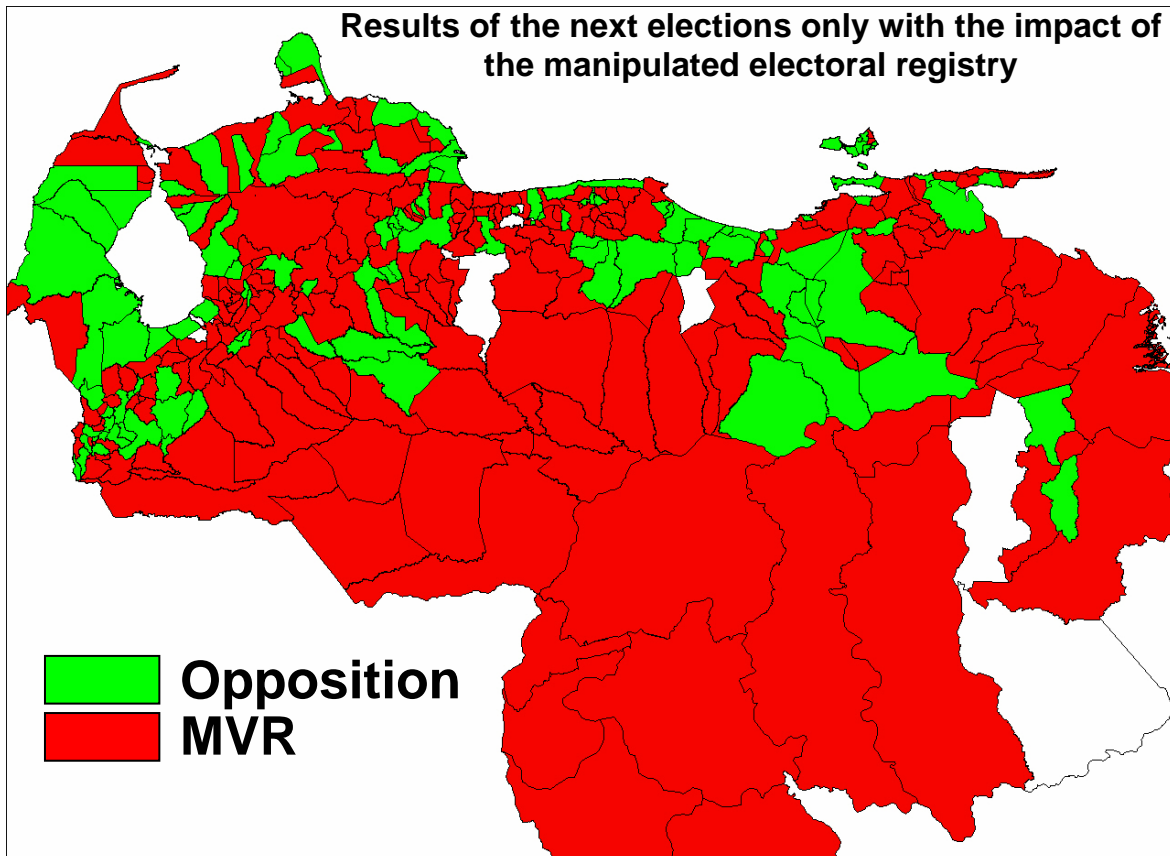 Results of the next elections only with the impact of
the manipulated electoral registry
Opposition
MVR